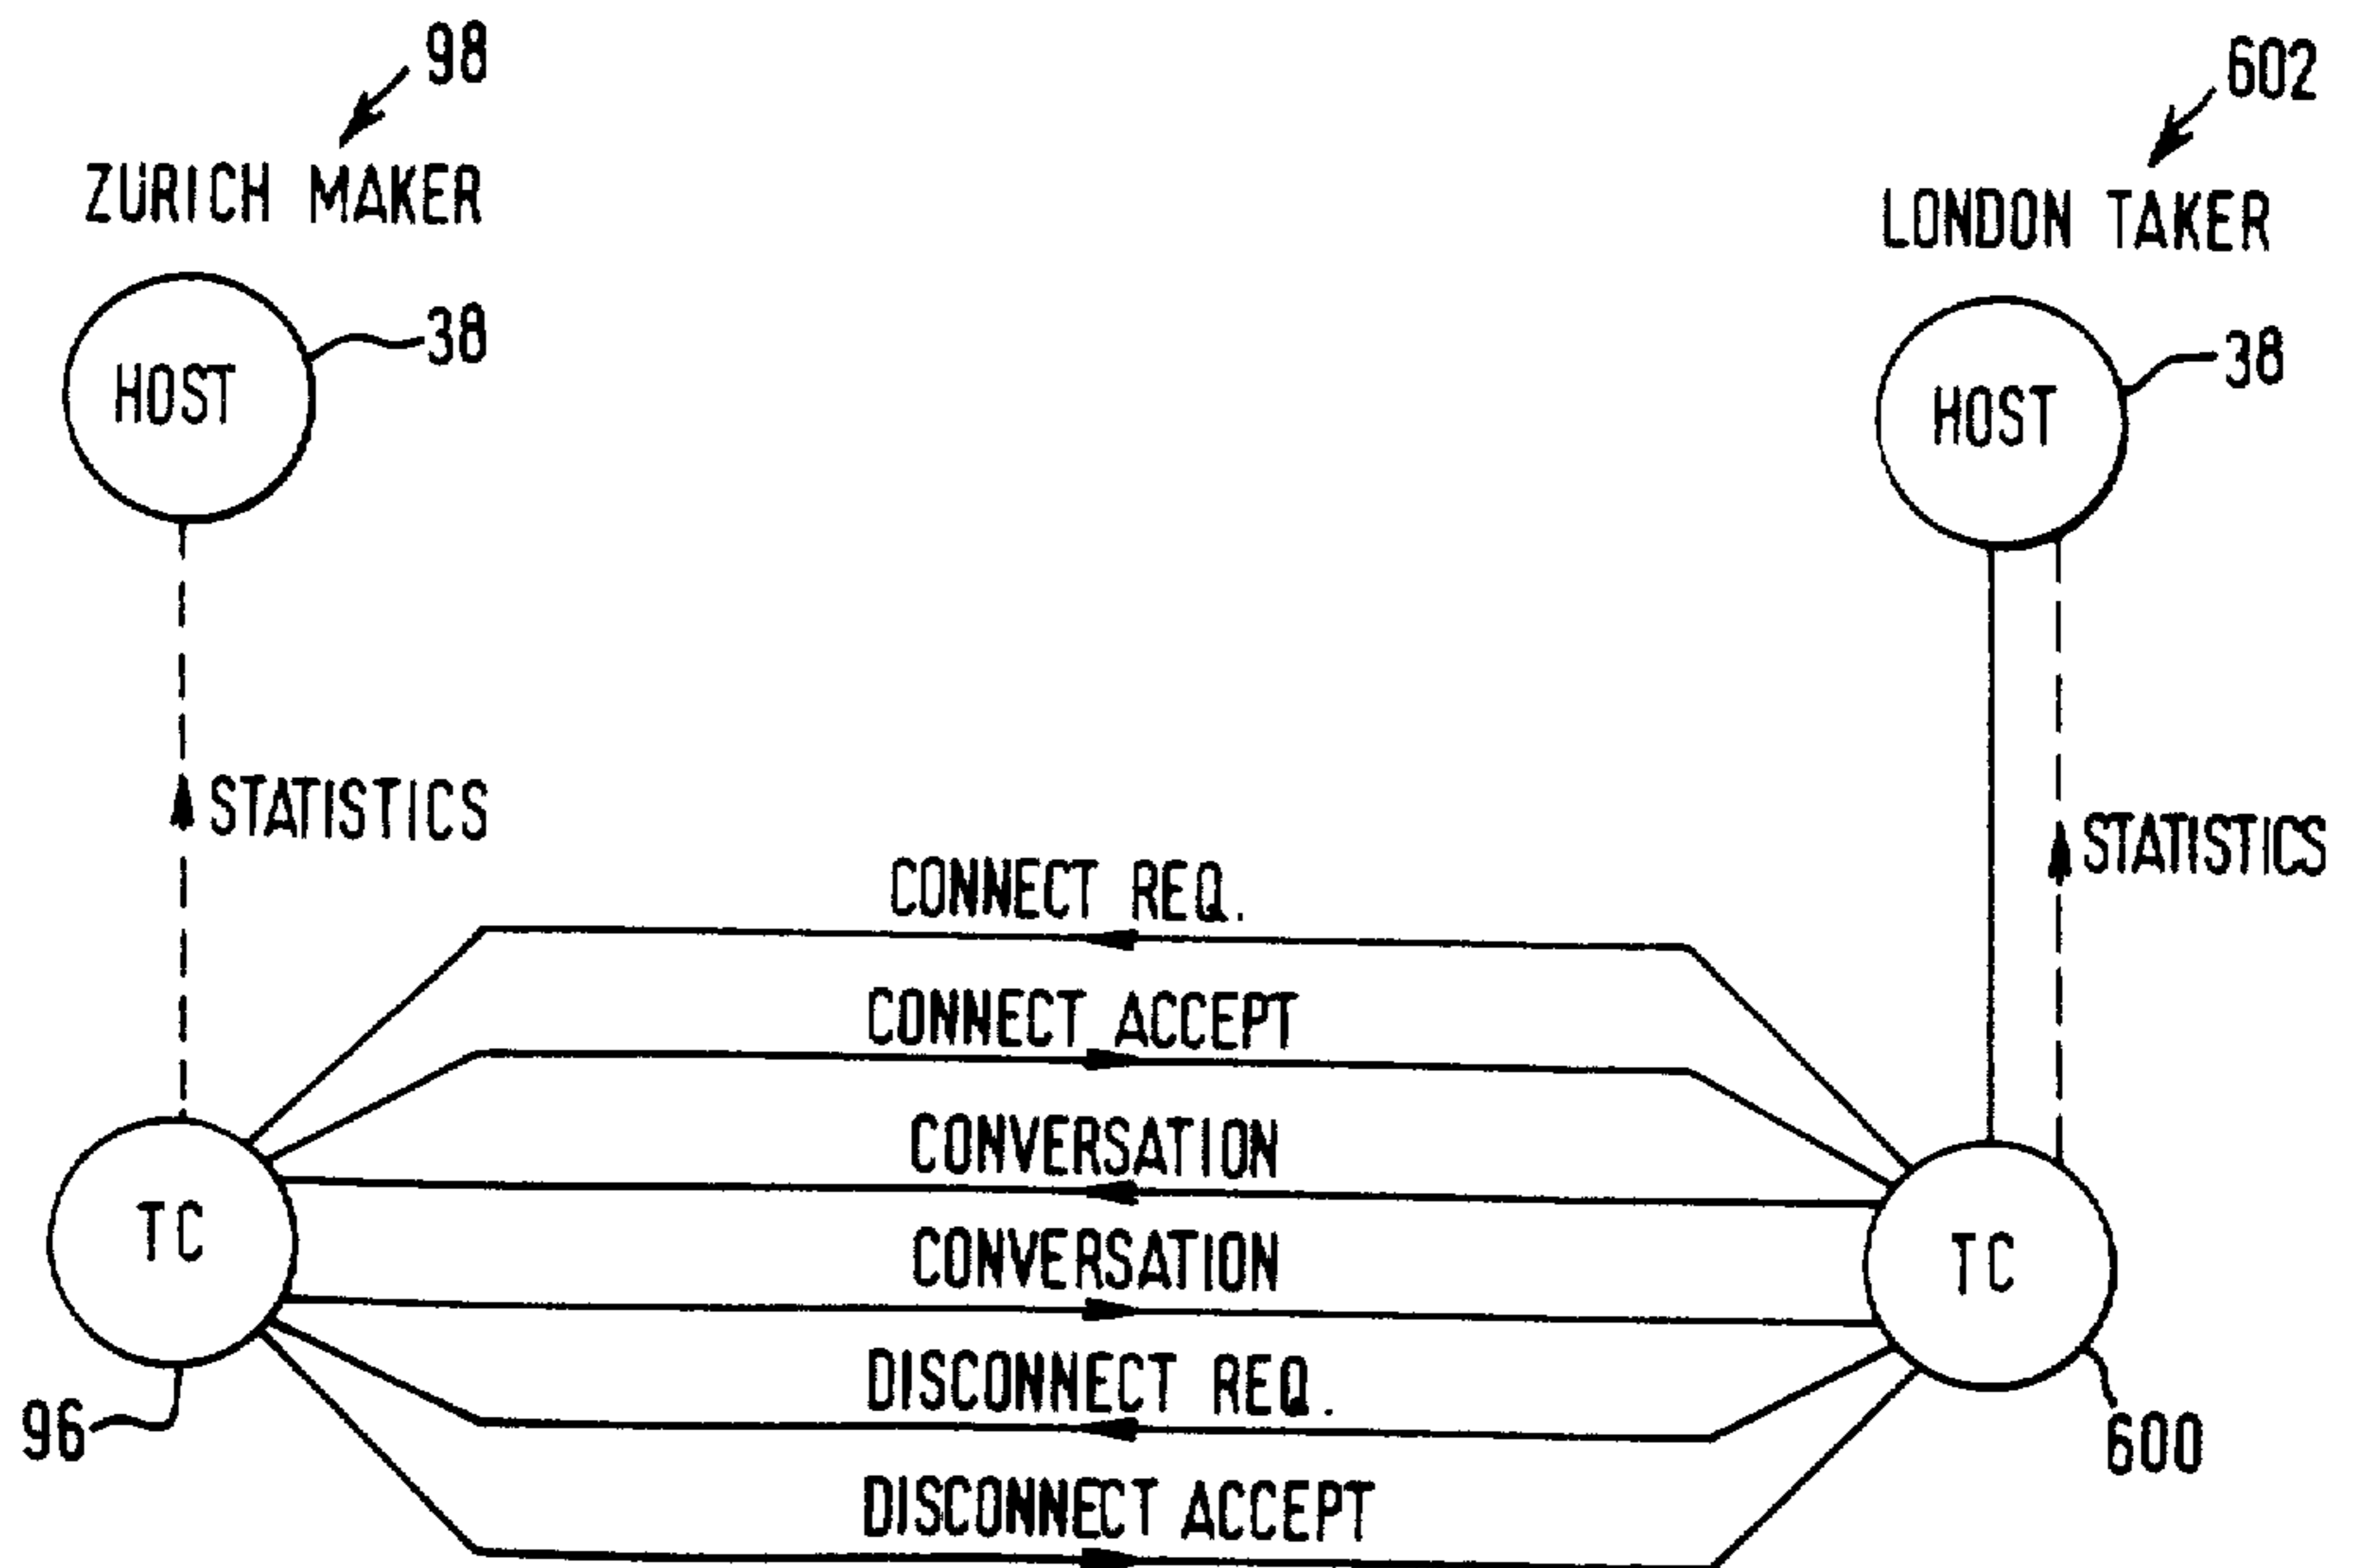 98
602
ZÜRICH MAKER
LONDON TAKER
HOST
38
HOST
38
STATISTICS
STATISTICS
CONNECT REQ.
CONNECT ACCEPT
CONVERSATION
TC
CONVERSATION
TC
DISCONNECT REQ.
96
600
DISCONNECT ACCEPT